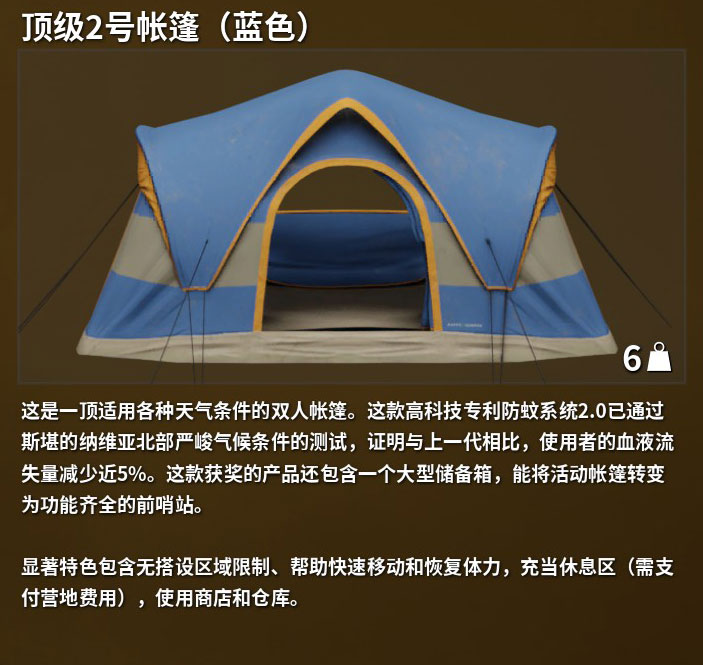 顶级2号帐篷（蓝色）
6
这是一顶适用各种天气条件的双人帐篷。这款高科技专利防蚊系统2.0已通过
斯堪的纳维亚北部严峻气候条件的测试，证明与上一代相比，使用者的血液流
失量减少近5%。这款获奖的产品还包含一个大型储备箱，能将活动帐篷转变
为功能齐全的前哨站。
显著特色包含无搭设区域限制、帮助快速移动和恢复体力，充当休息区（需支
付营地费用），使用商店和仓库。